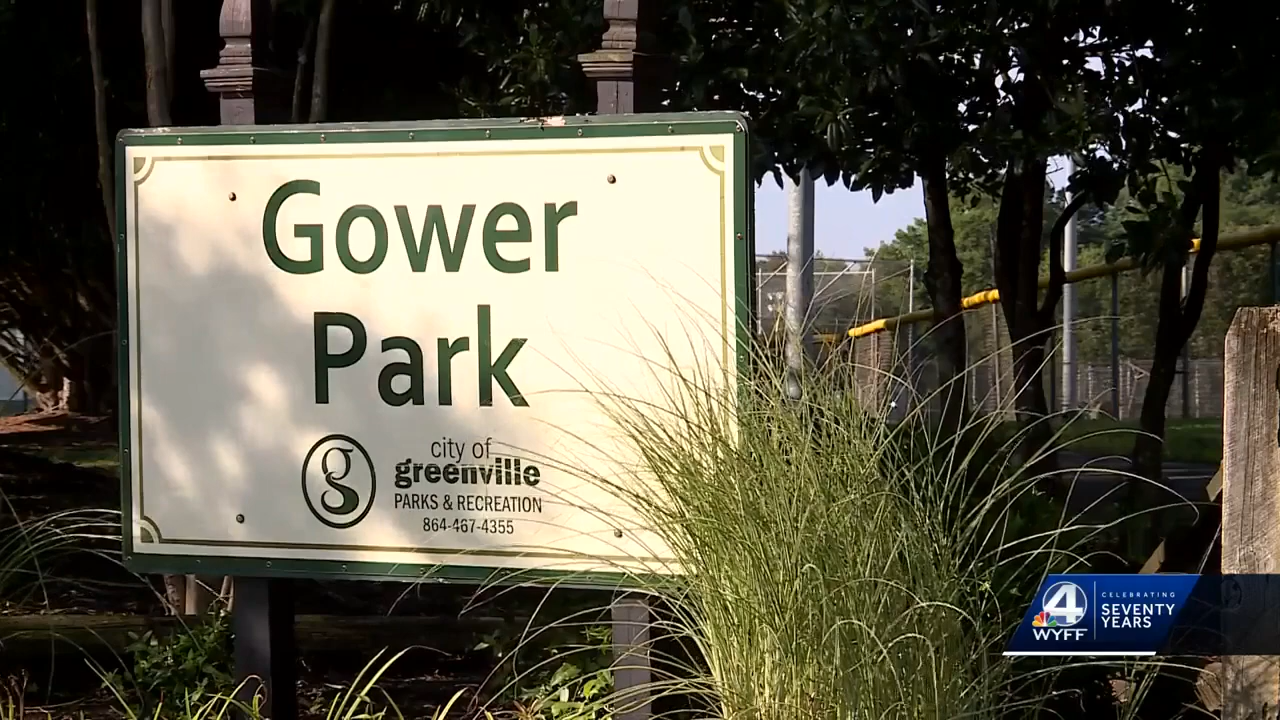 Gower
Park
g
city of
greenville
PARKS & RECREATION
864-467-4355
4
WYFF
CELEBRATING
SEVENTY
YEARS